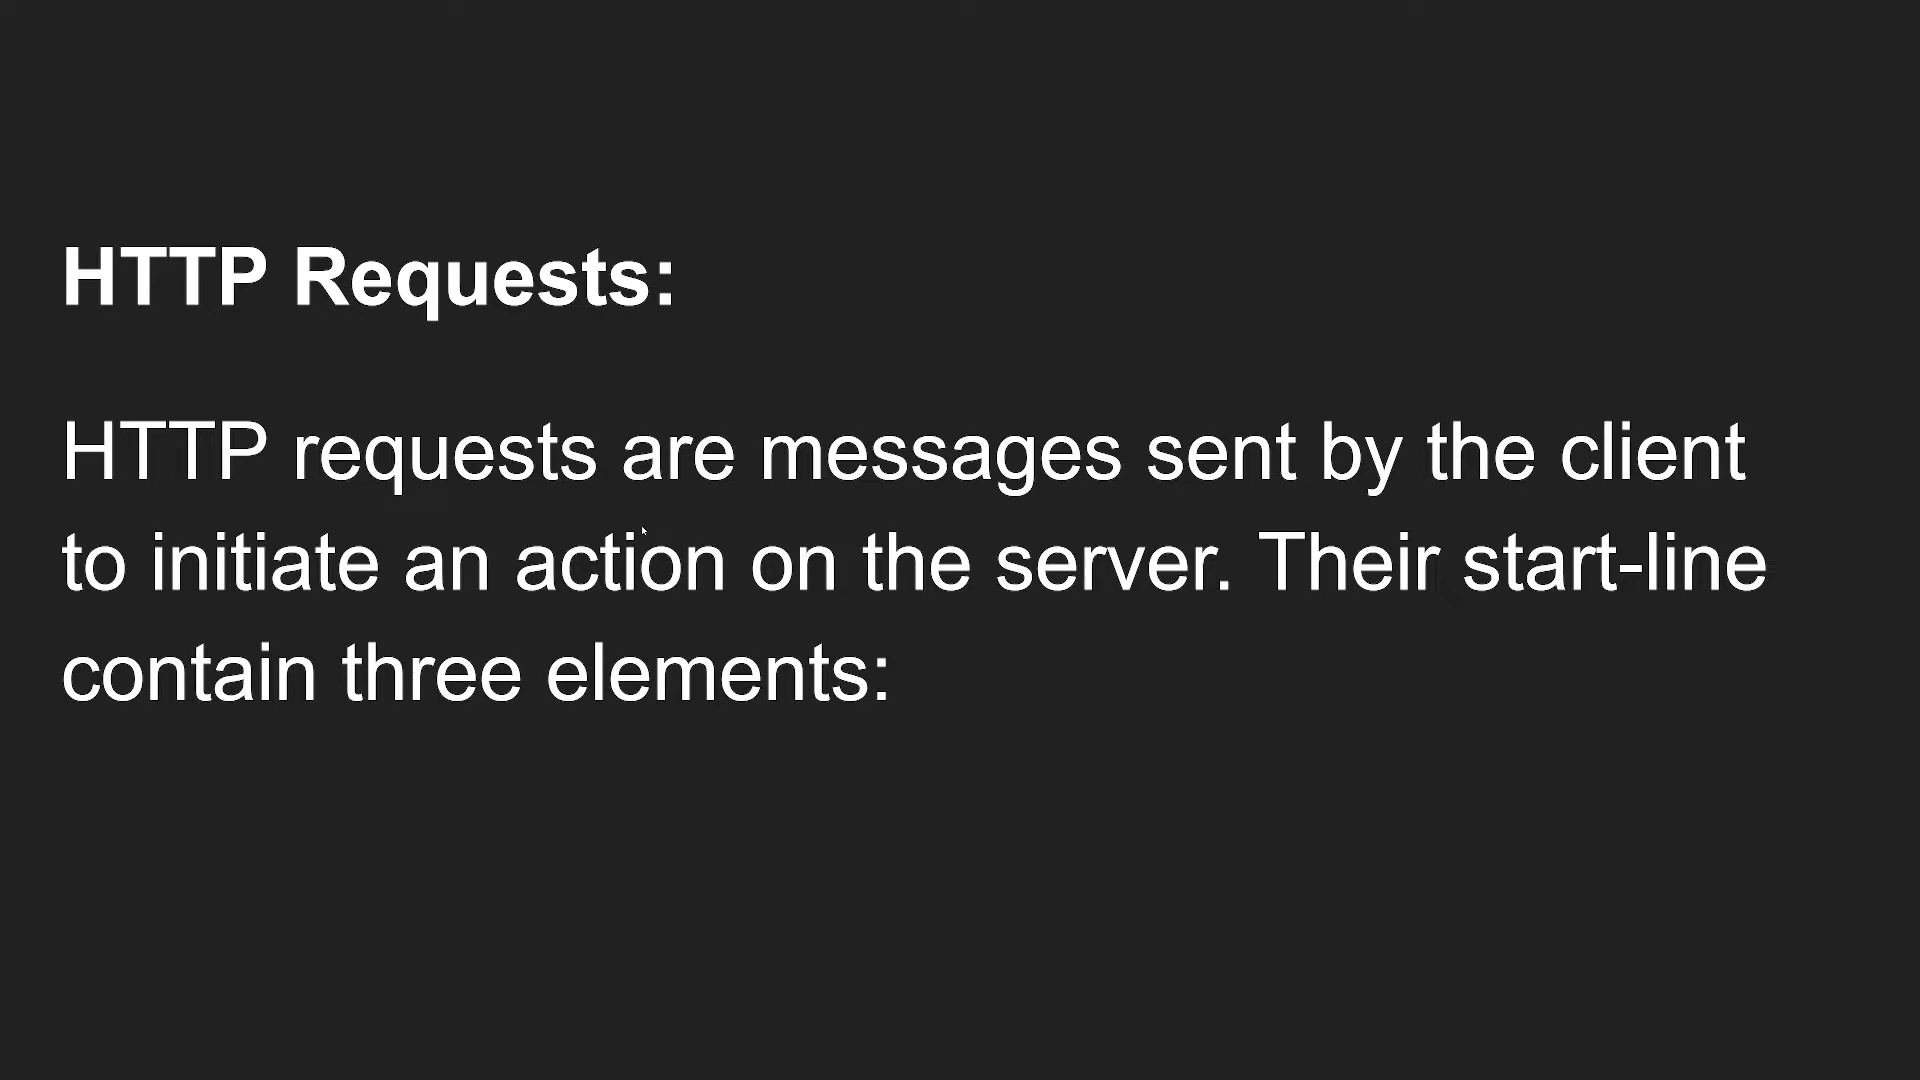 HTTP Requests:
HTTP requests are messages sent by the client
to initiate an action on the server. Their start-line
contain three elements: